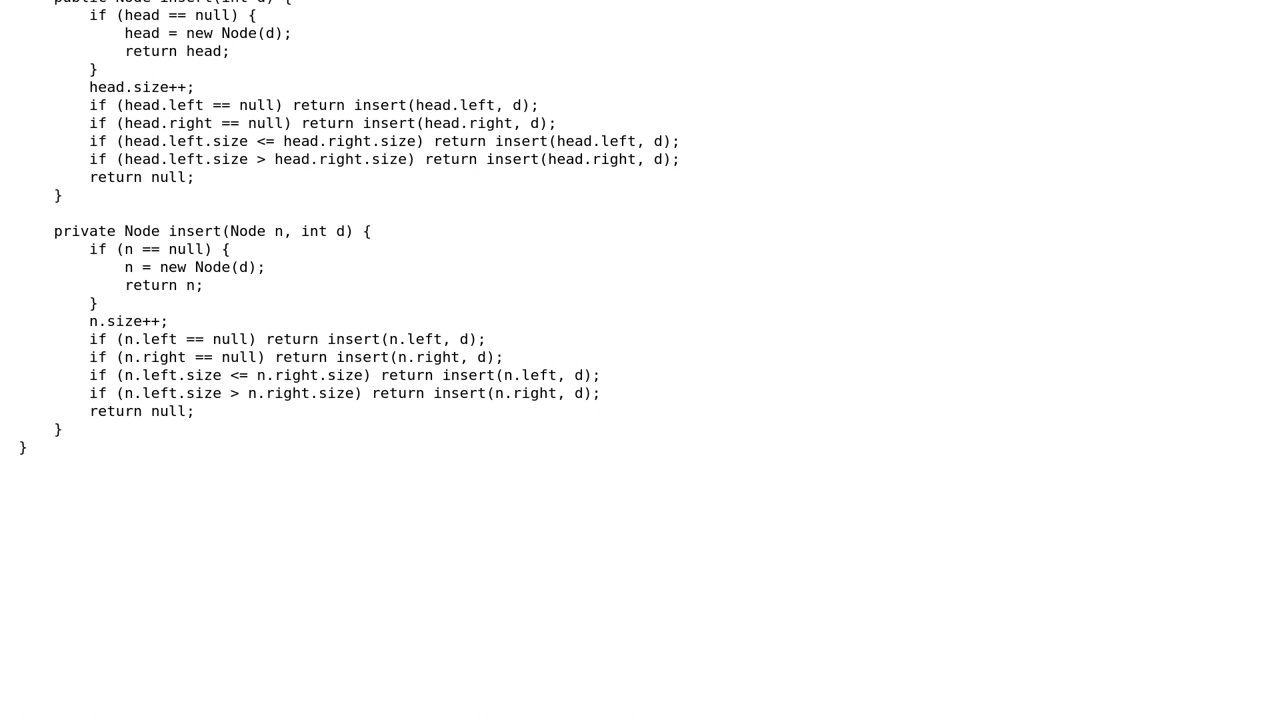 public Node insert(int d) {
        if (head == null) {
            head = new Node(d);
            return head;
        }
        head.size++;
        if (head.left == null) return insert(head.left, d);
        if (head.right == null) return insert(head.right, d);
        if (head.left.size <= head.right.size) return insert(head.left, d);
        if (head.left.size > head.right.size) return insert(head.right, d);
        return null;
    }

    private Node insert(Node n, int d) {
        if (n == null) {
            n = new Node(d);
            return n;
        }
        n.size++;
        if (n.left == null) return insert(n.left, d);
        if (n.right == null) return insert(n.right, d);
        if (n.left.size <= n.right.size) return insert(n.left, d);
        if (n.left.size > n.right.size) return insert(n.right, d);
        return null;
    }
}